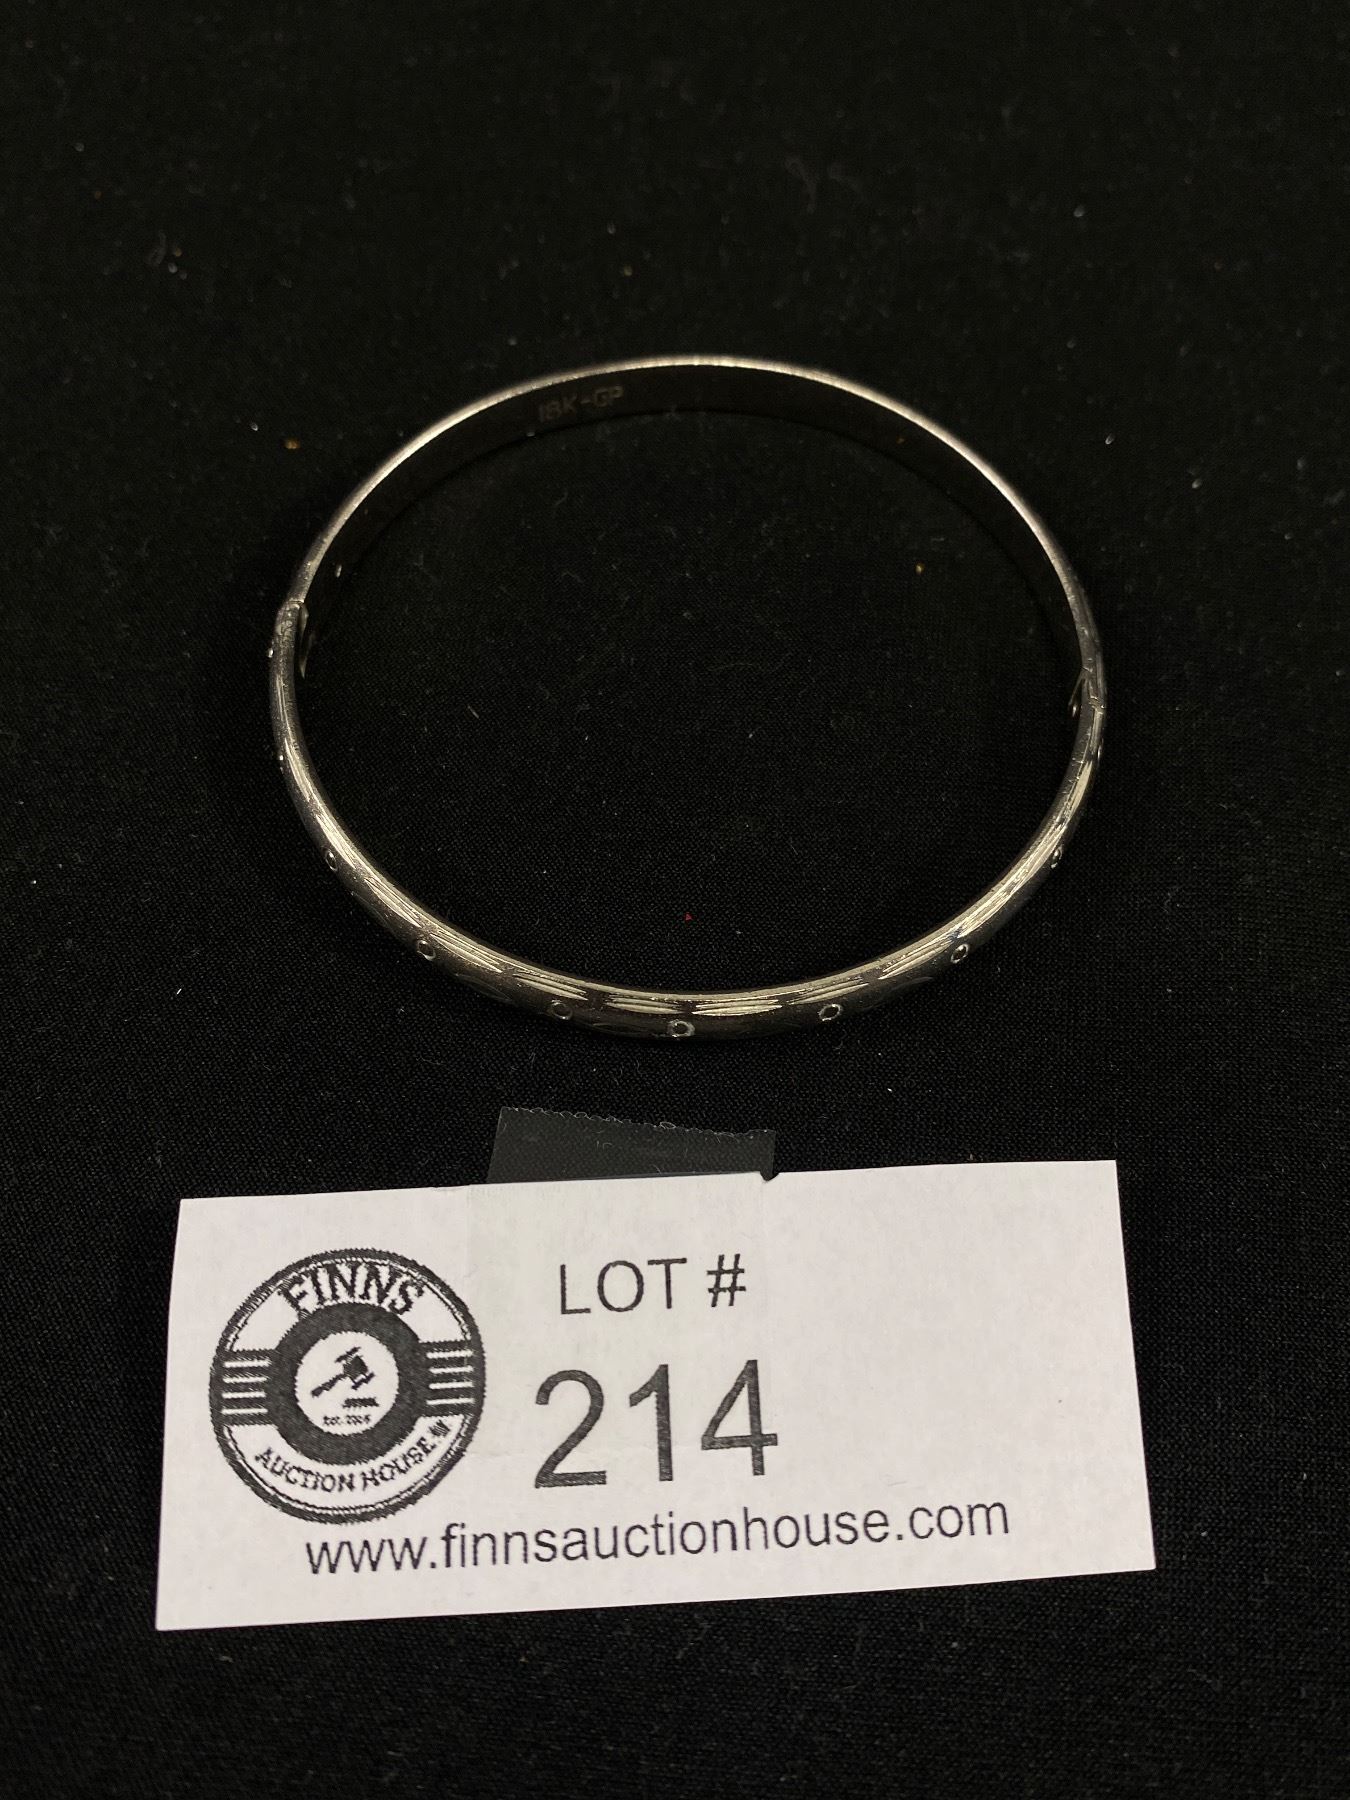 18K-GP
FINNS
AUCTION HOUSE
LOT #
214
www.finnsauctionhouse.com